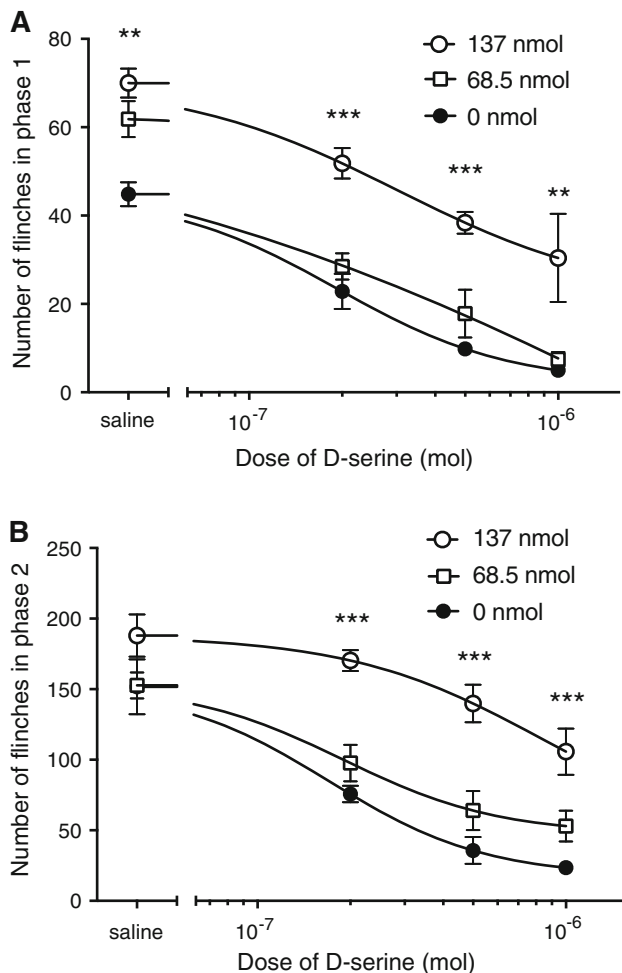 A
Number of flinches in phase 1
80
60
40
20
0
**
***
***
**
137 nmol
68.5 nmol
0 nmol
saline
10-7
10-6
Dose of D-serine (mol)
B
Number of flinches in phase 2
250
200
150
100
50
0
***
***
***
137 nmol
68.5 nmol
0 nmol
saline
10-7
10-6
Dose of D-serine (mol)